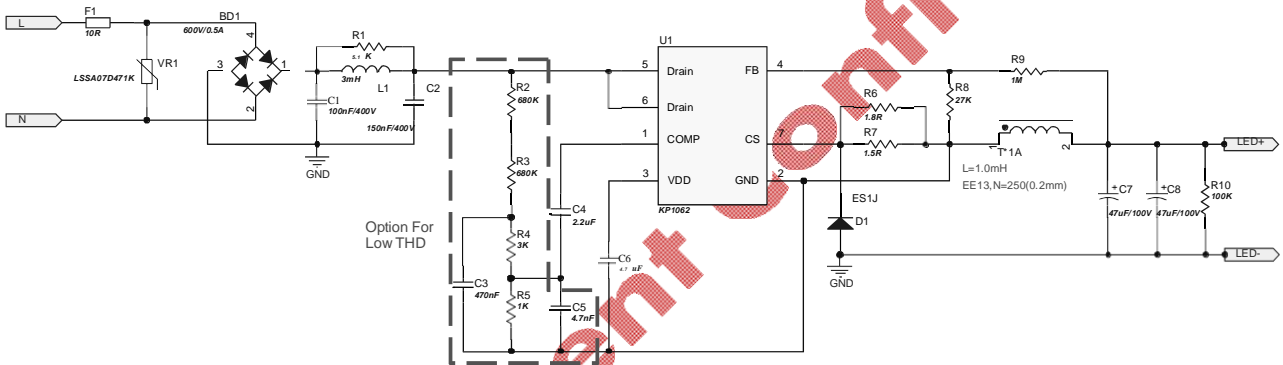 L
F1
10R
BD1
600V/0.5A
4
3
1
2
VR1
LSSA07D471K
N
R1
5.1 K
3mH
L1
C1
100nF/400V
C2
150nF/400V
GND
R2
680K
R3
680K
Option For
Low THD
R4
3K
C3
470nF
R5
1K
C4
2.2uF
C5
4.7nF
C6
4.7 uF
U1
5
Drain
6
Drain
1
COMP
3
VDD
FB
4
CS
7
GND
2
KP1062
R6
1.8R
R7
1.5R
R8
27K
R9
1M
ES1J
D1
GND
1
T*1A
2
L=1.0mH
EE13,N=250(0.2mm)
+C7
47uF/100V
+C8
47uF/100V
R10
100K
LED+
LED-
ent Confi